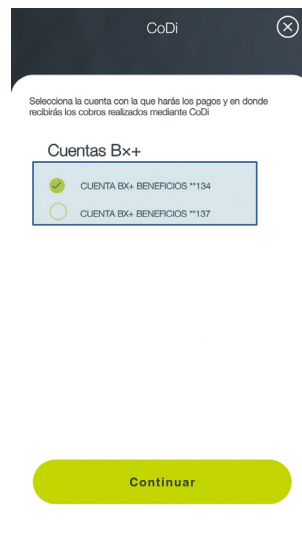 CoDi
Selecciona la cuenta con la que harás los pagos y en donde
recibirás los cobros realizados mediante CoDi
Cuentas B×+
CUENTA BX+ BENEFICIOS **134
CUENTA BX+ BENEFICIOS **137
Continuar